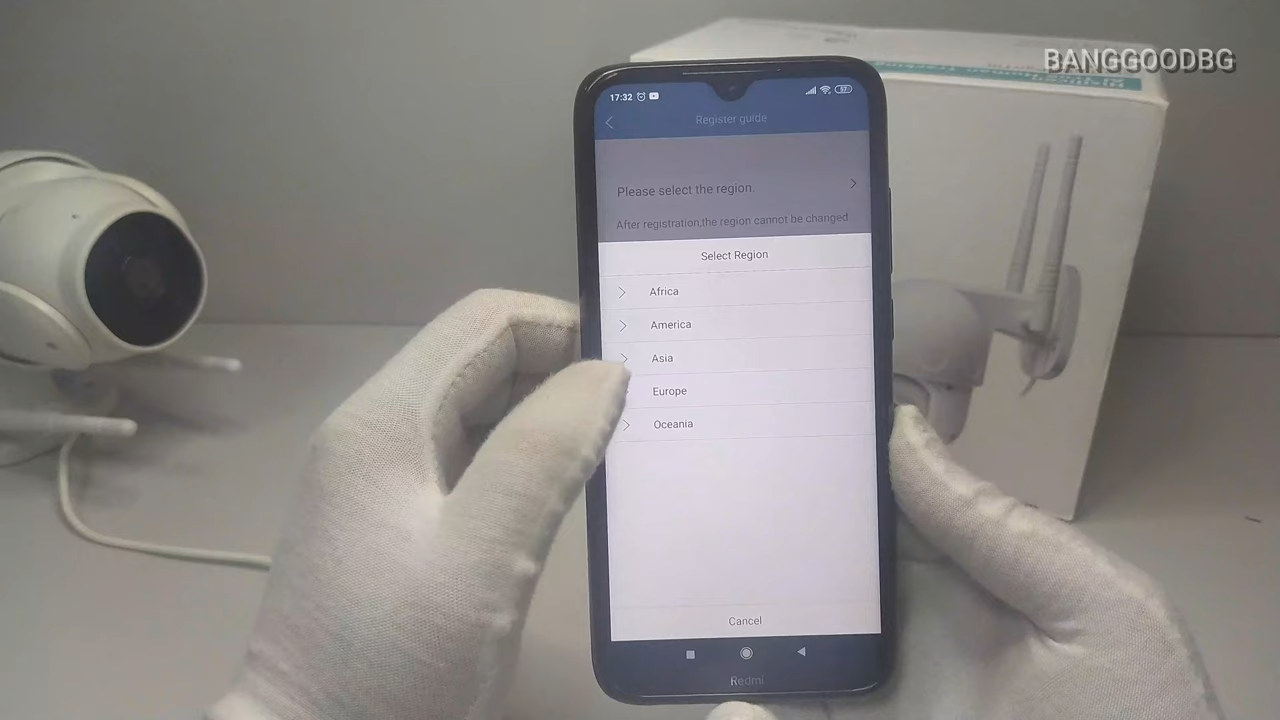 BANGGOODBG
17:32
57
Register guide
Please select the region.
After registration,the region cannot be changed
Select Region
Africa
America
Asia
Europe
Oceania
Cancel
Redmi